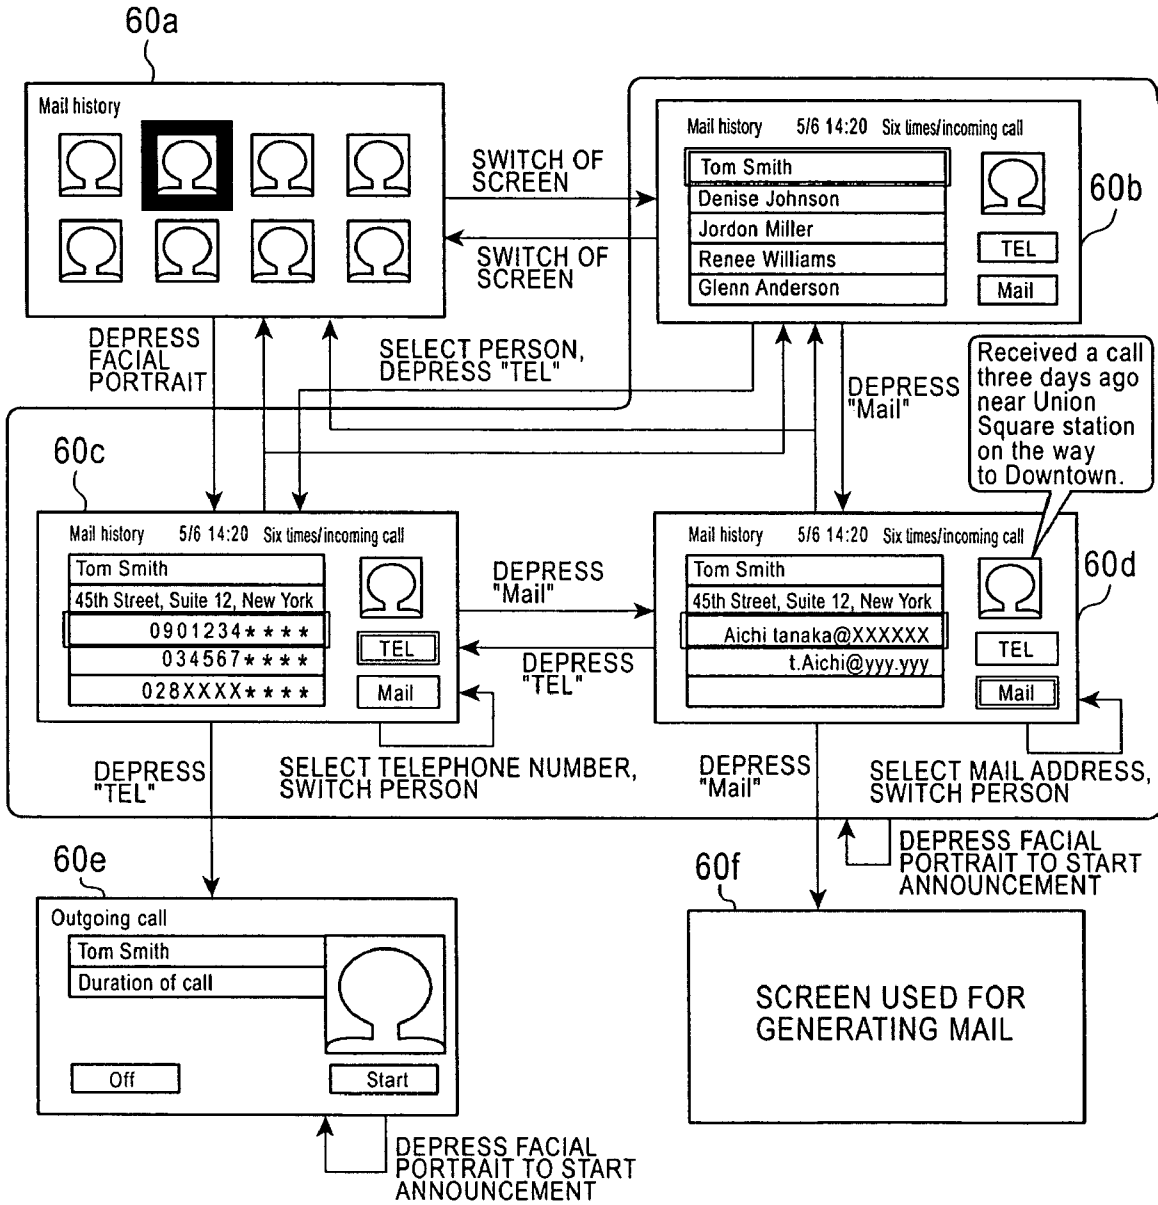 60a
Mail history
SWITCH OF
SCREEN
SWITCH OF
SCREEN
Mail history 5/6 14:20 Six times/incoming call
Tom Smith
Denise Johnson
Jordon Miller
Renee Williams
Glenn Anderson
TEL
Mail
60b
DEPRESS
FACIAL
PORTRAIT
SELECT PERSON,
DEPRESS "TEL"
DEPRESS
"Mail"
Received a call
three days ago
near Union
Square station
on the way
to Downtown.
60c
Mail history 5/6 14:20 Six times/incoming call
Tom Smith
45th Street, Suite 12, New York
0901234****
034567****
028XXXX****
TEL
Mail
DEPRESS
"Mail"
DEPRESS
"TEL"
Mail history 5/6 14:20 Six times/incoming call
Tom Smith
45th Street, Suite 12, New York
Aichi tanaka@XXXXXX
t.Aichi@yyy.yyy
TEL
Mail
60d
DEPRESS
"TEL"
SELECT TELEPHONE NUMBER,
SWITCH PERSON
DEPRESS
"Mail"
SELECT MAIL ADDRESS,
SWITCH PERSON
DEPRESS FACIAL
PORTRAIT TO START
ANNOUNCEMENT
60e
Outgoing call
Tom Smith
Duration of call
Off
Start
DEPRESS FACIAL
PORTRAIT TO START
ANNOUNCEMENT
60f
SCREEN USED FOR
GENERATING MAIL